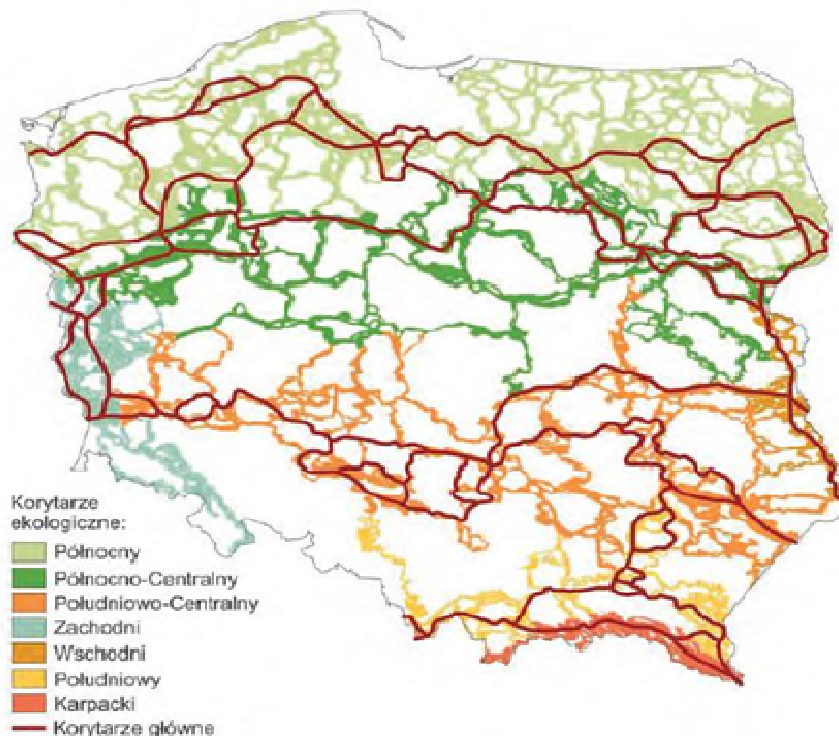 Korytarze
ekologiczne:
Północny
Północno-Centralny
Południowo-Centralny
Zachodni
Wschodni
Południowy
Karpacki
Korytarze główne